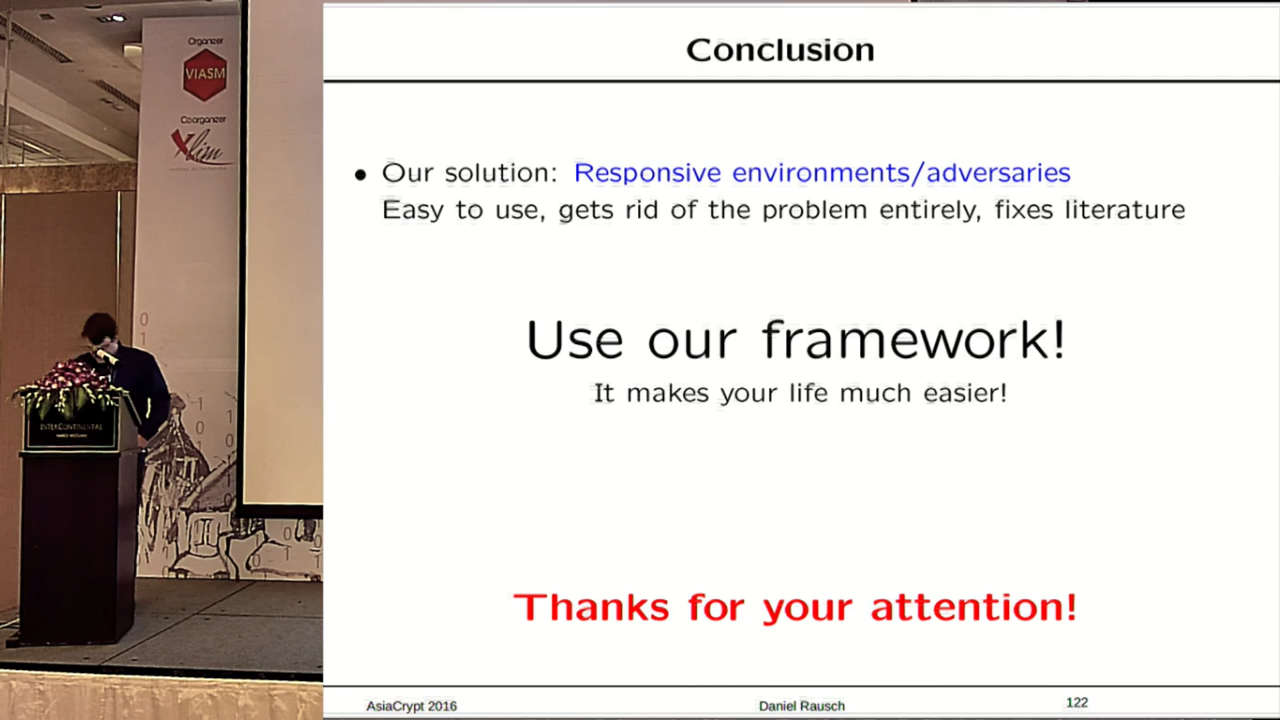 Organizer
VIASM
Co organizer
Xlim
INTERCONTINENTAL
Conclusion
• Our solution: Responsive environments/adversaries
Easy to use, gets rid of the problem entirely, fixes literature
Use our framework!
It makes your life much easier!
Thanks for your attention!
AsiaCrypt 2016
Daniel Rausch
122